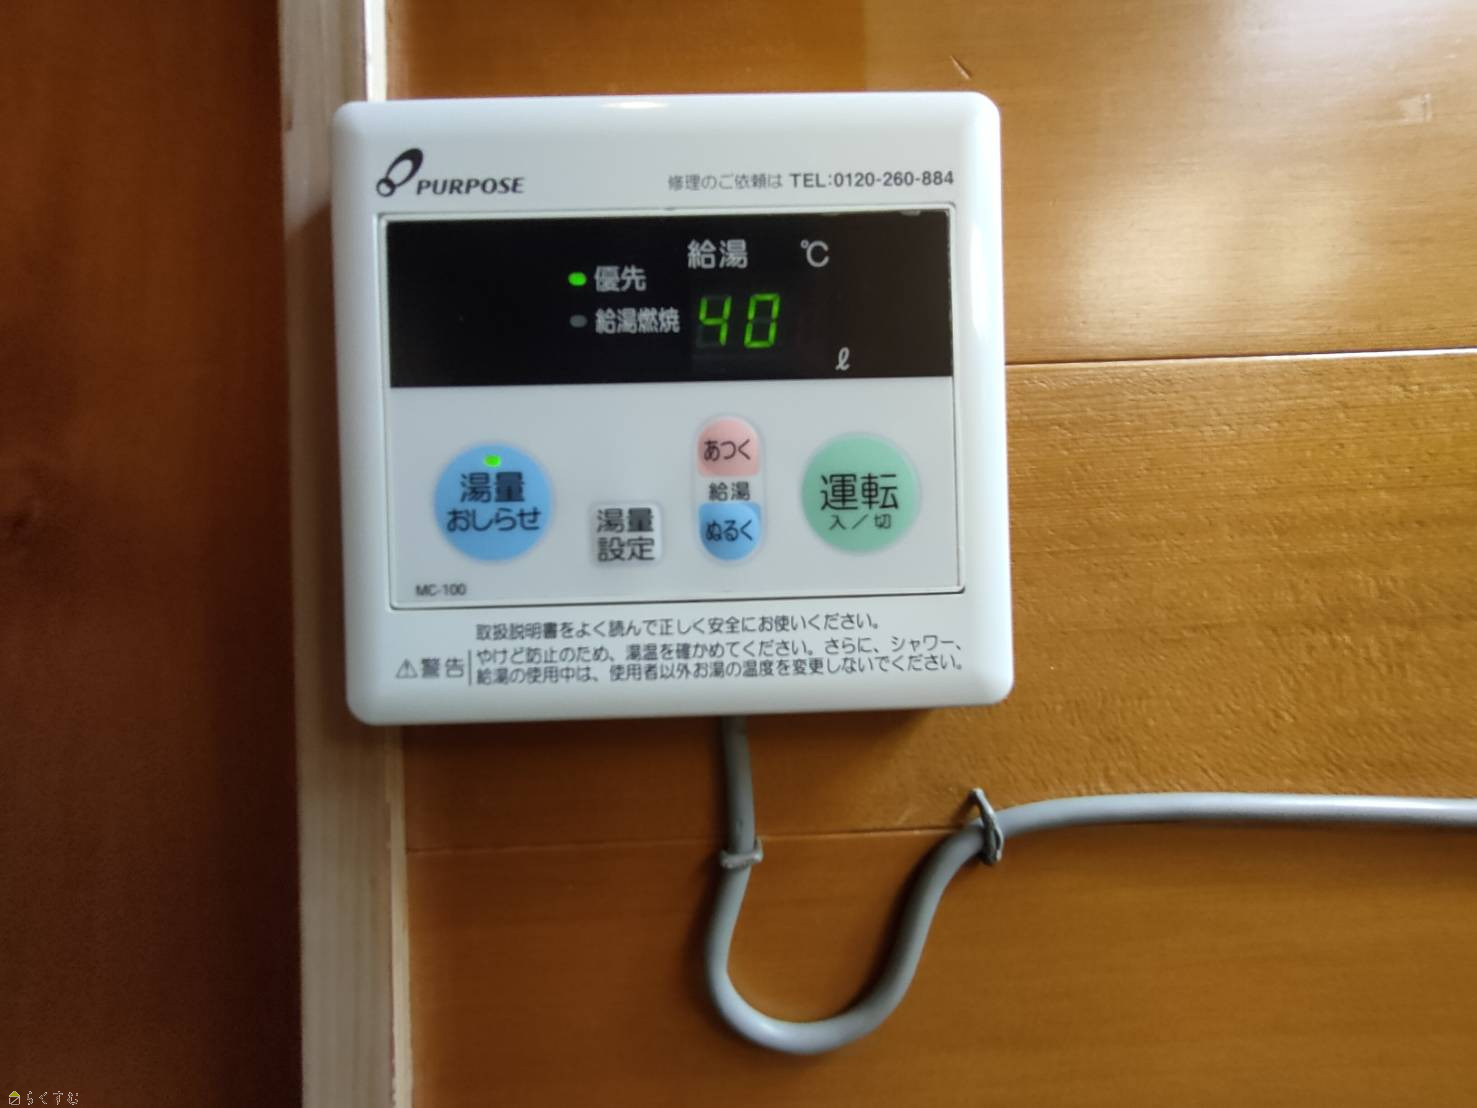 PURPOSE
修理のご依頼は TEL:0120-260-884
給湯 ℃
優先
給湯燃焼 40
ℓ
湯量
おしらせ
湯量
設定
あつく
給湯
ぬるく
運転
入/切
MC-100
取扱説明書をよく読んで正しく安全にお使いください。
⚠警告
やけど防止のため、湯温を確かめてください。さらに、シャワー、
給湯の使用中は、使用者以外お湯の温度を変更しないでください。
らくすむ